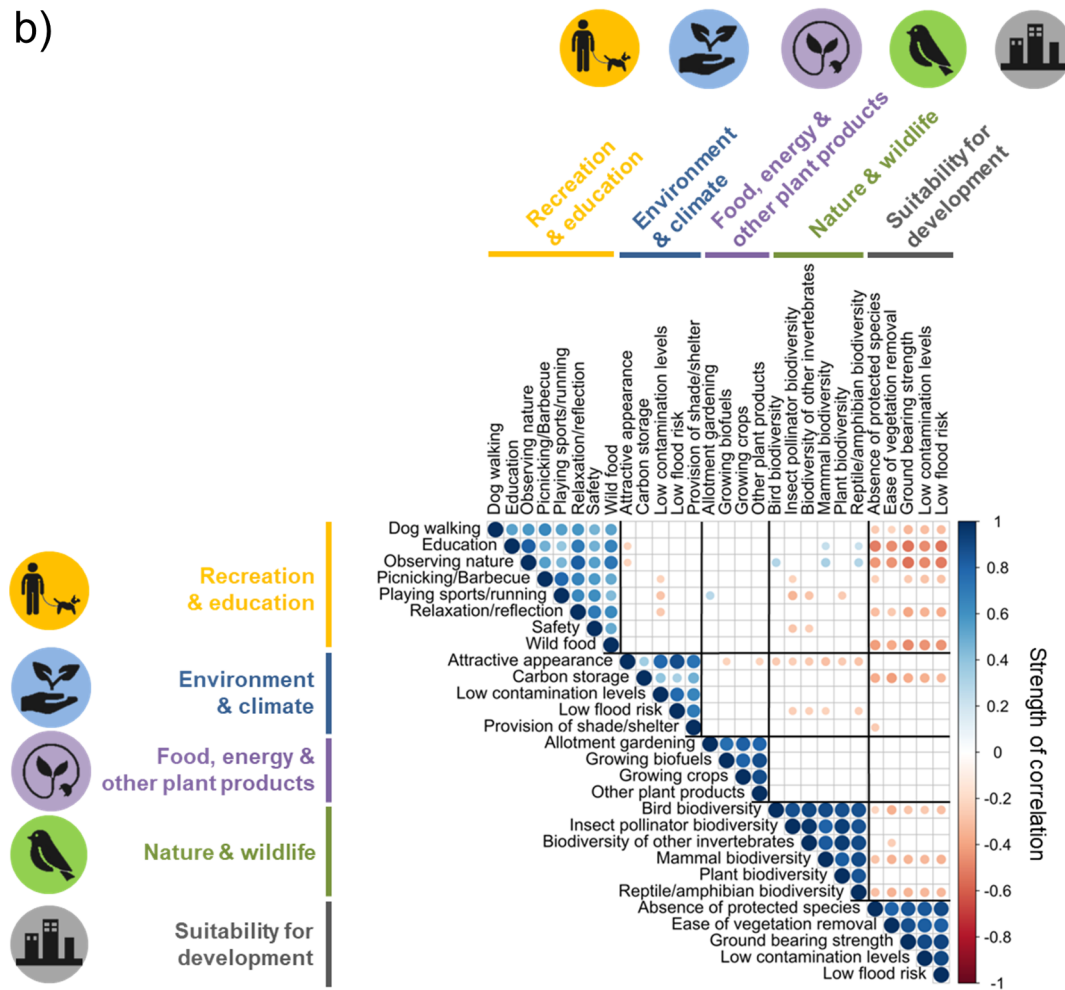 b)
Recreation
& education
Environment
& climate
Food, energy &
other plant products
Nature & wildlife
Suitability for
development
Dog walking
Education
Observing nature
Picnicking/Barbecue
Playing sports/running
Relaxation/reflection
Safety
Wild food
Attractive appearance
Carbon storage
Low contamination levels
Low flood risk
Provision of shade/shelter
Allotment gardening
Growing biofuels
Growing crops
Other plant products
Bird biodiversity
Insect pollinator biodiversity
Biodiversity of other invertebrates
Mammal biodiversity
Plant biodiversity
Reptile/amphibian biodiversity
Absence of protected species
Ease of vegetation removal
Ground bearing strength
Low contamination levels
Low flood risk
Recreation
& education
Environment
& climate
Food, energy &
other plant products
Nature & wildlife
Suitability for
development
Dog walking
Education
Observing nature
Picnicking/Barbecue
Playing sports/running
Relaxation/reflection
Safety
Wild food
Attractive appearance
Carbon storage
Low contamination levels
Low flood risk
Provision of shade/shelter
Allotment gardening
Growing biofuels
Growing crops
Other plant products
Bird biodiversity
Insect pollinator biodiversity
Biodiversity of other invertebrates
Mammal biodiversity
Plant biodiversity
Reptile/amphibian biodiversity
Absence of protected species
Ease of vegetation removal
Ground bearing strength
Low contamination levels
Low flood risk
1
0.8
0.6
0.4
0.2
0
-0.2
-0.4
-0.6
-0.8
-1
Strength of correlation